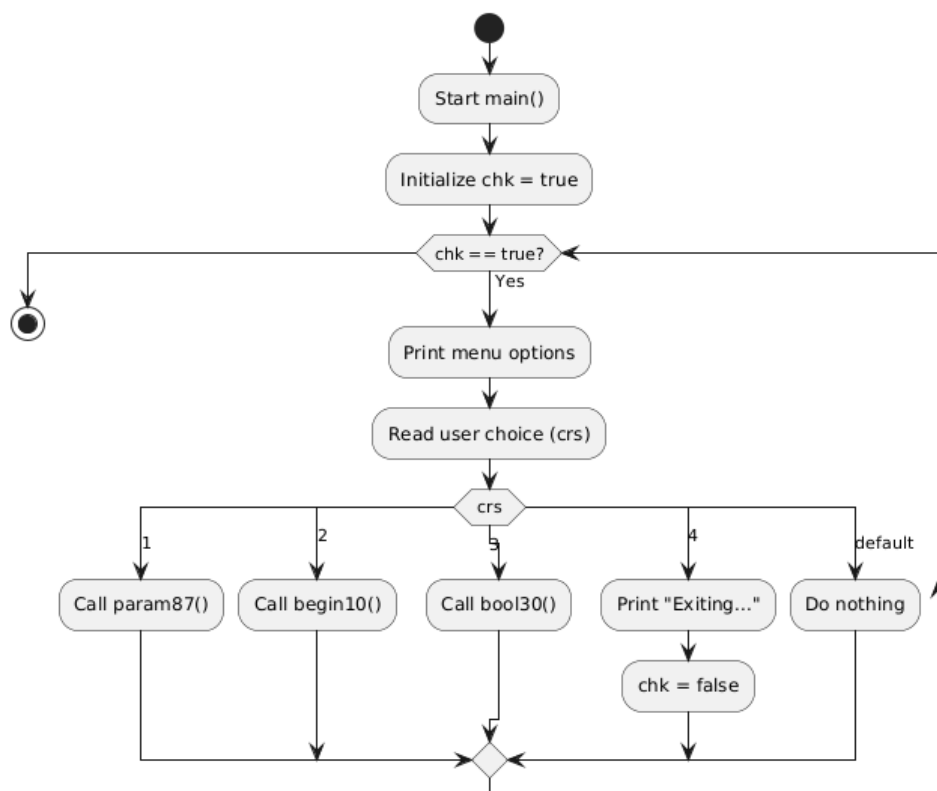 Start main()
Initialize chk = true
chk == true?
Yes
Print menu options
Read user choice (crs)
crs
1
2
3
4
default
Call param87()
Call begin10()
Call bool30()
Print "Exiting..."
Do nothing
chk = false